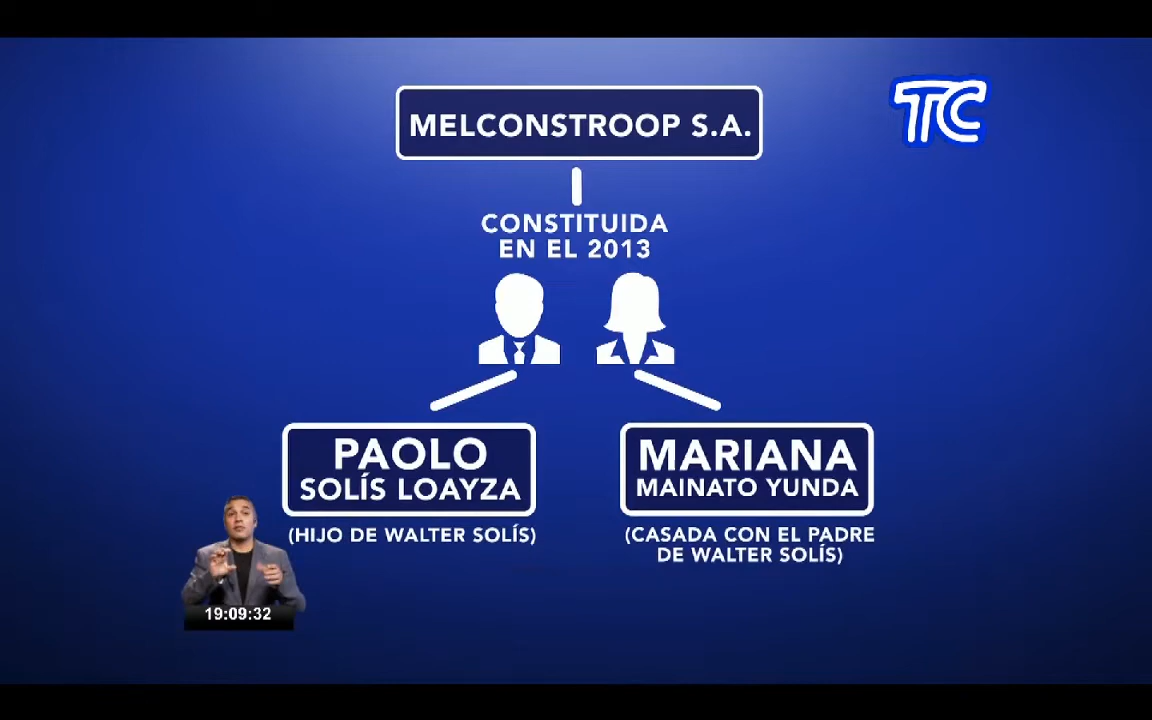 MELCONSTROOP S.A.
TC
CONSTITUIDA
EN EL 2013
PAOLO
SOLÍS LOAYZA
(HIJO DE WALTER SOLÍS)
MARIANA
MAINATO YUNDA
(CASADA CON EL PADRE
DE WALTER SOLÍS)
19:09:32